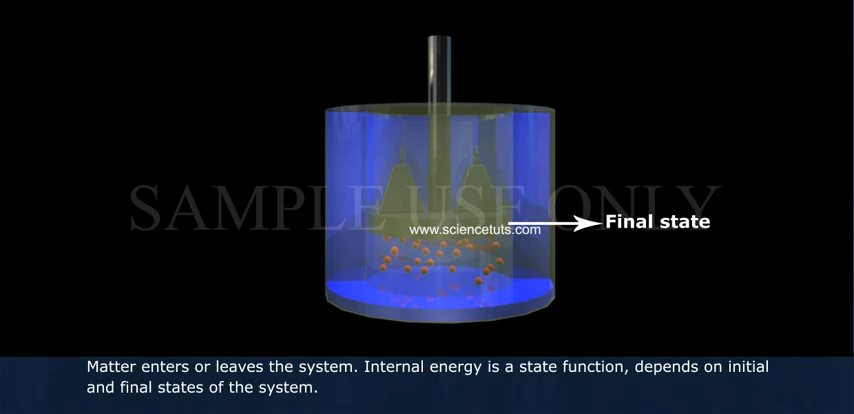 SAMPLE USE ONLY
www.sciencetuts.com
Final state
Matter enters or leaves the system. Internal energy is a state function, depends on initial
and final states of the system.